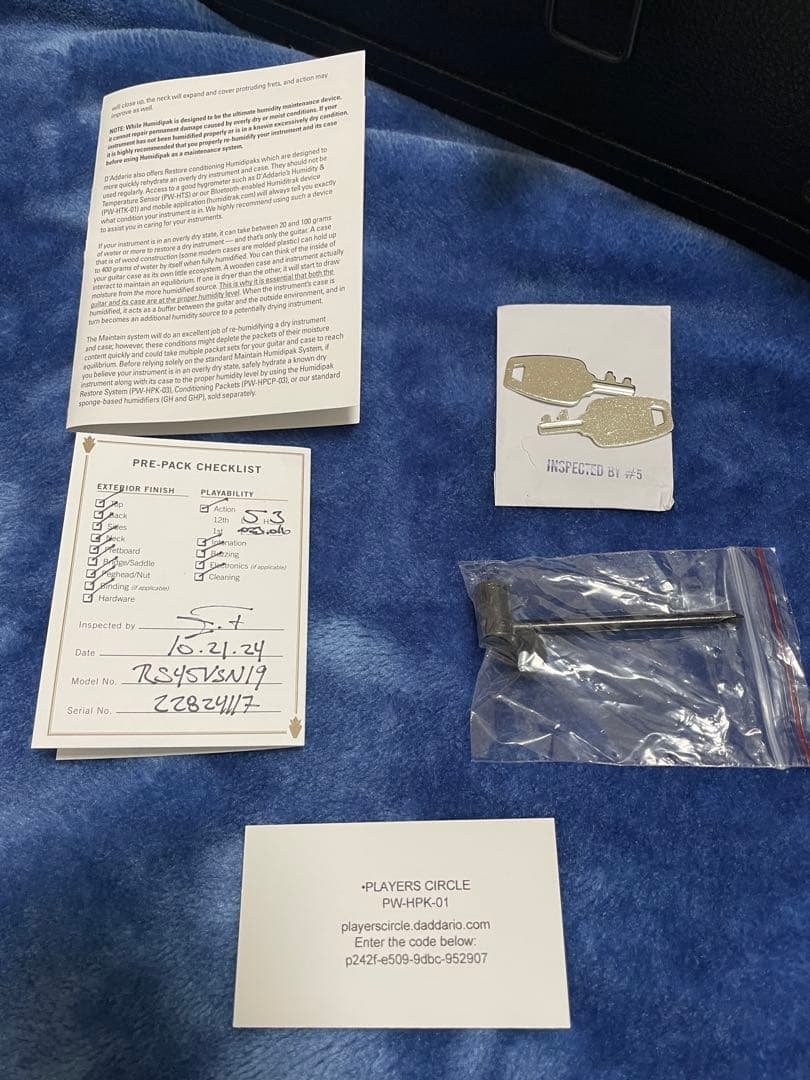 will close up, the neck will expand and cover protruding frets, and action may
improve as well.
NOTE: While Humidipak is designed to be the ultimate humidity maintenance device,
it cannot repair permanent damage caused by overly dry or moist conditions. If your
instrument has not been humidified properly or is in a known excessively dry condition,
it is highly recommended that you properly re-humidify your instrument and its case
before using Humidipak as a maintenance system.
D'Addario also offers Restore conditioning Humidipaks which are designed to
more quickly rehydrate an overly dry instrument and case. They should not be
used regularly. Access to a good hygrometer such as D'Addario's Humidity &
Temperature Sensor (PW-HTS) or our Bluetooth-enabled Humiditrak device
(PW-HTK-01) and mobile application (humiditrak.com) will always tell you exactly
what condition your instrument is in. We highly recommend using such a device
to assist you in caring for your instruments.
If your instrument is in an overly dry state, it can take between 20 and 100 grams
of water or more to restore a dry instrument — and that's only the guitar. A case
that is of wood construction (some modern cases are molded plastic) can hold up
to 400 grams of water by itself when fully humidified. You can think of the inside of
your guitar case as its own little ecosystem. A wooden case and instrument actually
interact to maintain an equilibrium. If one is dryer than the other, it will start to draw
moisture from the more humidified source. This is why it is essential that both the
guitar and its case are at the proper humidity level. When the instrument's case is
humidified, it acts as a buffer between the guitar and the outside environment, and in
turn becomes an additional humidity source to a potentially drying instrument.
The Maintain system will do an excellent job of re-humidifying a dry instrument
and case; however, these conditions might deplete the packets of their moisture
content quickly and could take multiple packet sets for your guitar and case to reach
equilibrium. Before relying solely on the standard Maintain Humidipak System, if
you believe your instrument is in an overly dry state, safely hydrate a known dry
instrument along with its case to the proper humidity level by using the Humidipak
Restore System (PW-HPK-03), Conditioning Packets (PW-HPCP-03), or our standard
sponge-based humidifiers (GH and GHP), sold separately.
INSPECTED BY #5
PRE-PACK CHECKLIST
EXTERIOR FINISH
Top
Back
Sides
Neck
Fretboard
Bridge/Saddle
Peghead/Nut
Binding (if applicable)
Hardware
PLAYABILITY
Action
12th 5 H3
1st
Intonation
Buzzing
Electronics (if applicable)
Cleaning
Inspected by
Date 10.21.24
Model No. RS45VSN19
Serial No. 22824117
•PLAYERS CIRCLE
PW-HPK-01
playerscircle.daddario.com
Enter the code below:
p242f-e509-9dbc-952907